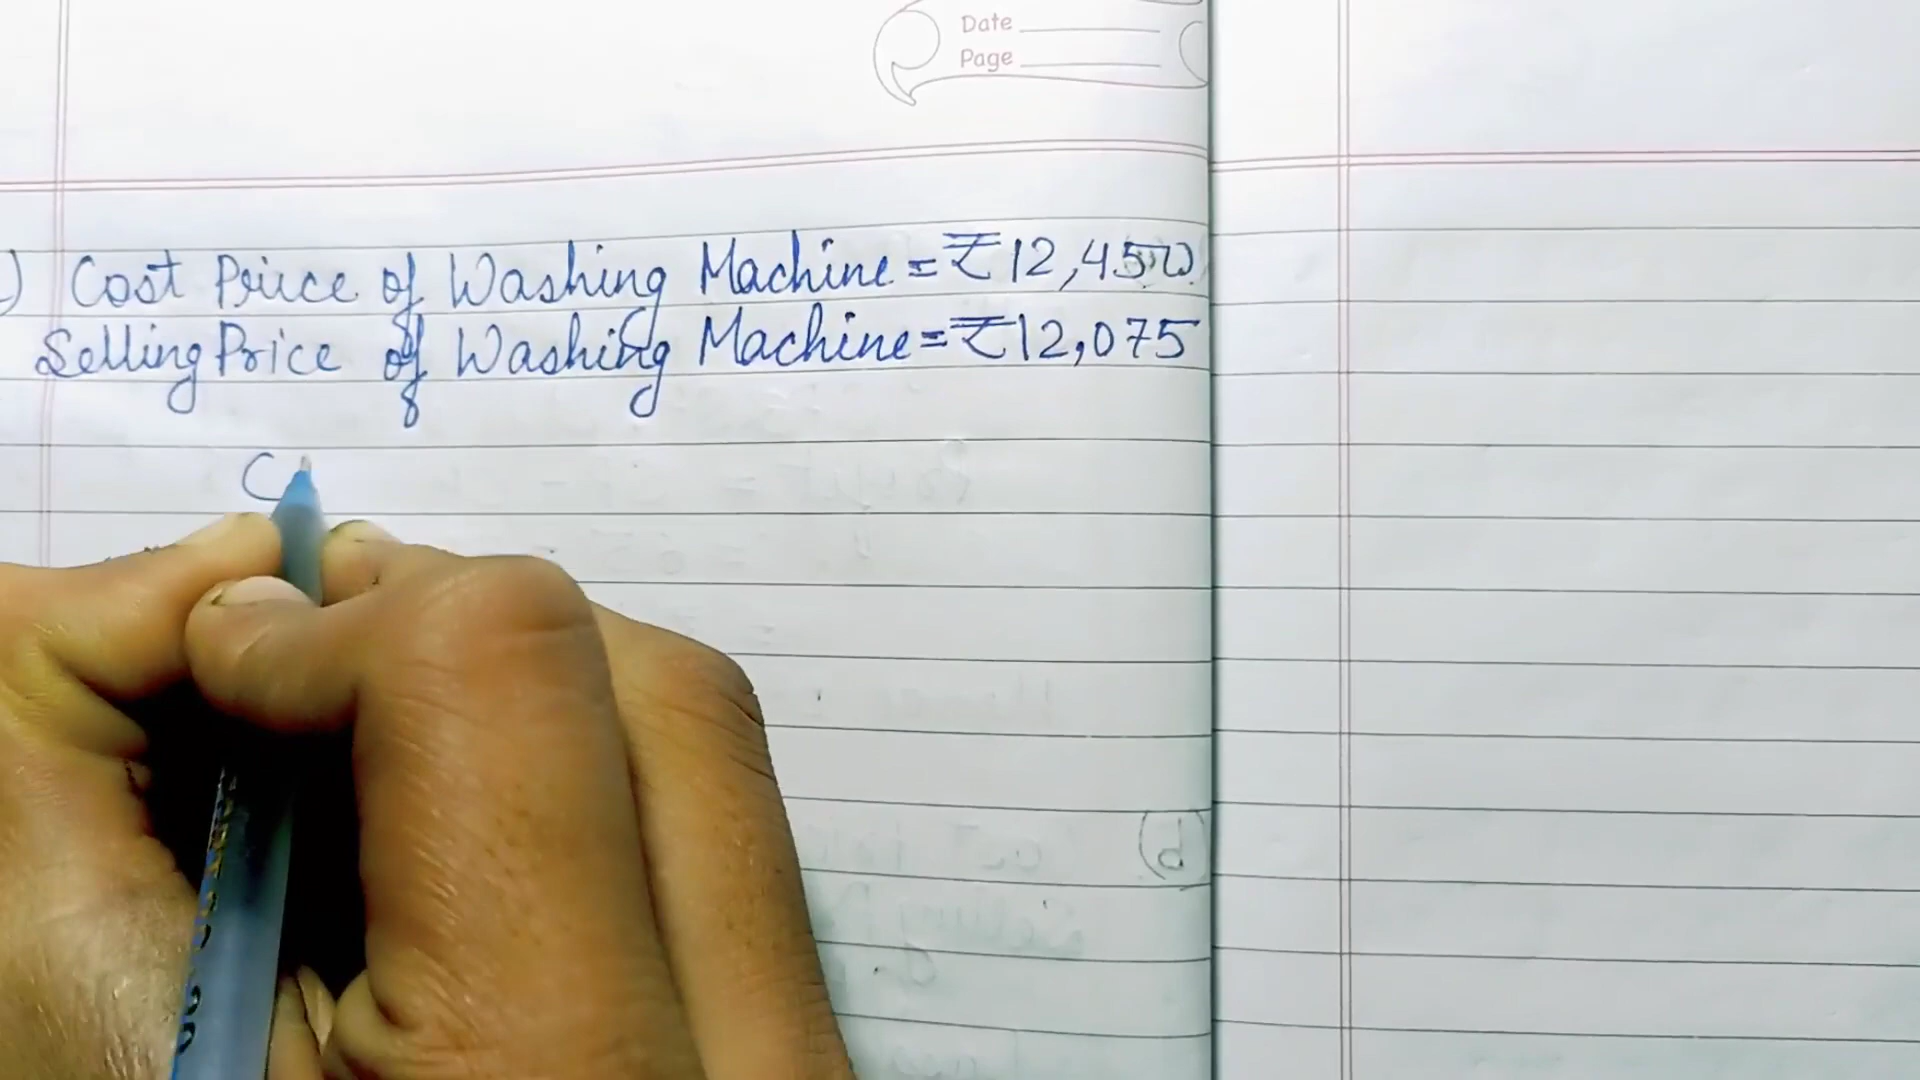 Date
Page
) Cost Price of Washing Machine = ₹12,450
Selling Price of Washing Machine = ₹12,075
C
(d)